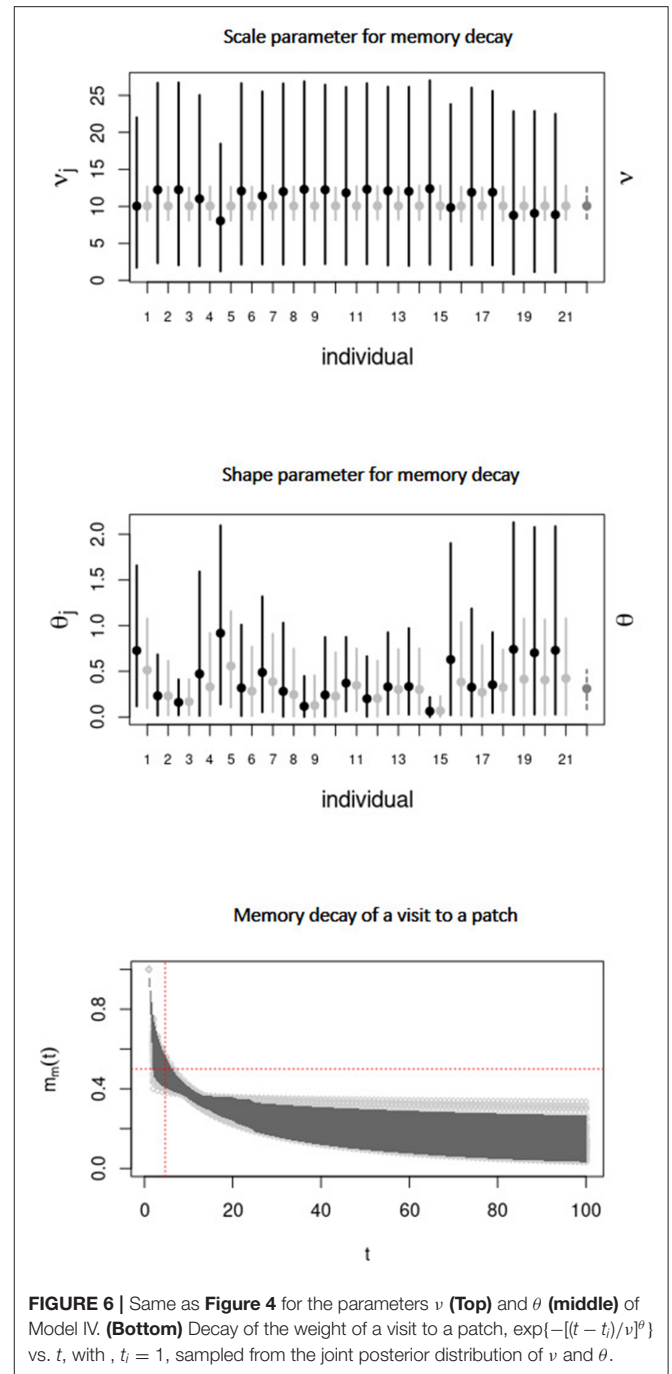 Scale parameter for memory decay
25
20
15
10
5
0
νj
ν
1 2 3 4 5 6 7 8 9 11 13 15 17 19 21
individual
Shape parameter for memory decay
2.0
1.5
1.0
0.5
0.0
θj
θ
1 2 3 4 5 6 7 8 9 11 13 15 17 19 21
individual
Memory decay of a visit to a patch
0.8
0.4
0.0
mm(t)
0 20 40 60 80 100
t
FIGURE 6 | Same as Figure 4 for the parameters ν (Top) and θ (middle) of
Model IV. (Bottom) Decay of the weight of a visit to a patch, exp{−[(t − ti)/ν]θ}
vs. t, with , ti = 1, sampled from the joint posterior distribution of ν and θ.